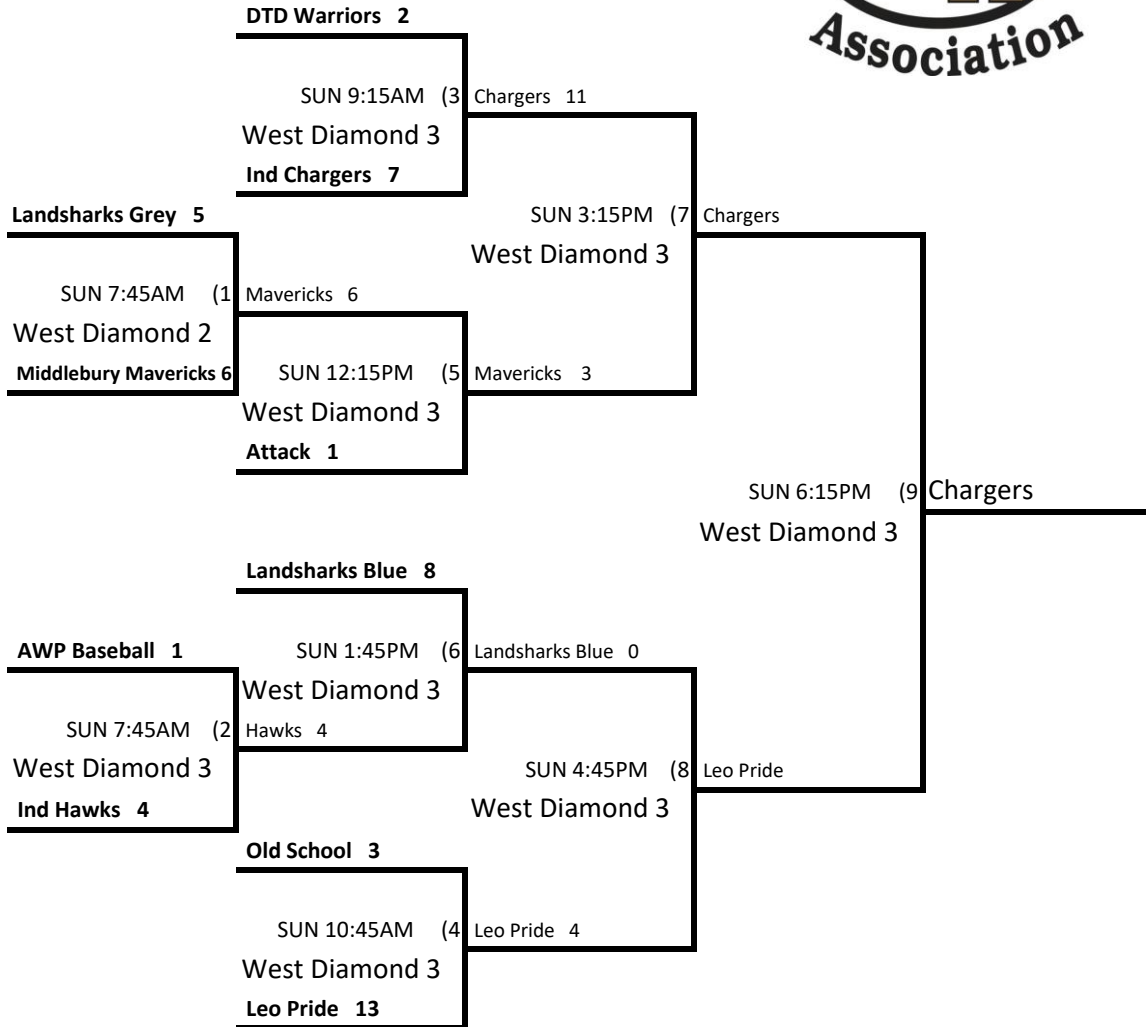 Association
DTD Warriors 2
SUN 9:15AM (3 Chargers 11
West Diamond 3
Ind Chargers 7
Landsharks Grey 5
SUN 3:15PM (7 Chargers
West Diamond 3
SUN 7:45AM (1 Mavericks 6
West Diamond 2
Middlebury Mavericks 6
SUN 12:15PM (5 Mavericks 3
West Diamond 3
Attack 1
SUN 6:15PM (9 Chargers
West Diamond 3
Landsharks Blue 8
AWP Baseball 1
SUN 1:45PM (6 Landsharks Blue 0
West Diamond 3
SUN 7:45AM (2 Hawks 4
West Diamond 3
SUN 4:45PM (8 Leo Pride
West Diamond 3
Ind Hawks 4
Old School 3
SUN 10:45AM (4 Leo Pride 4
West Diamond 3
Leo Pride 13